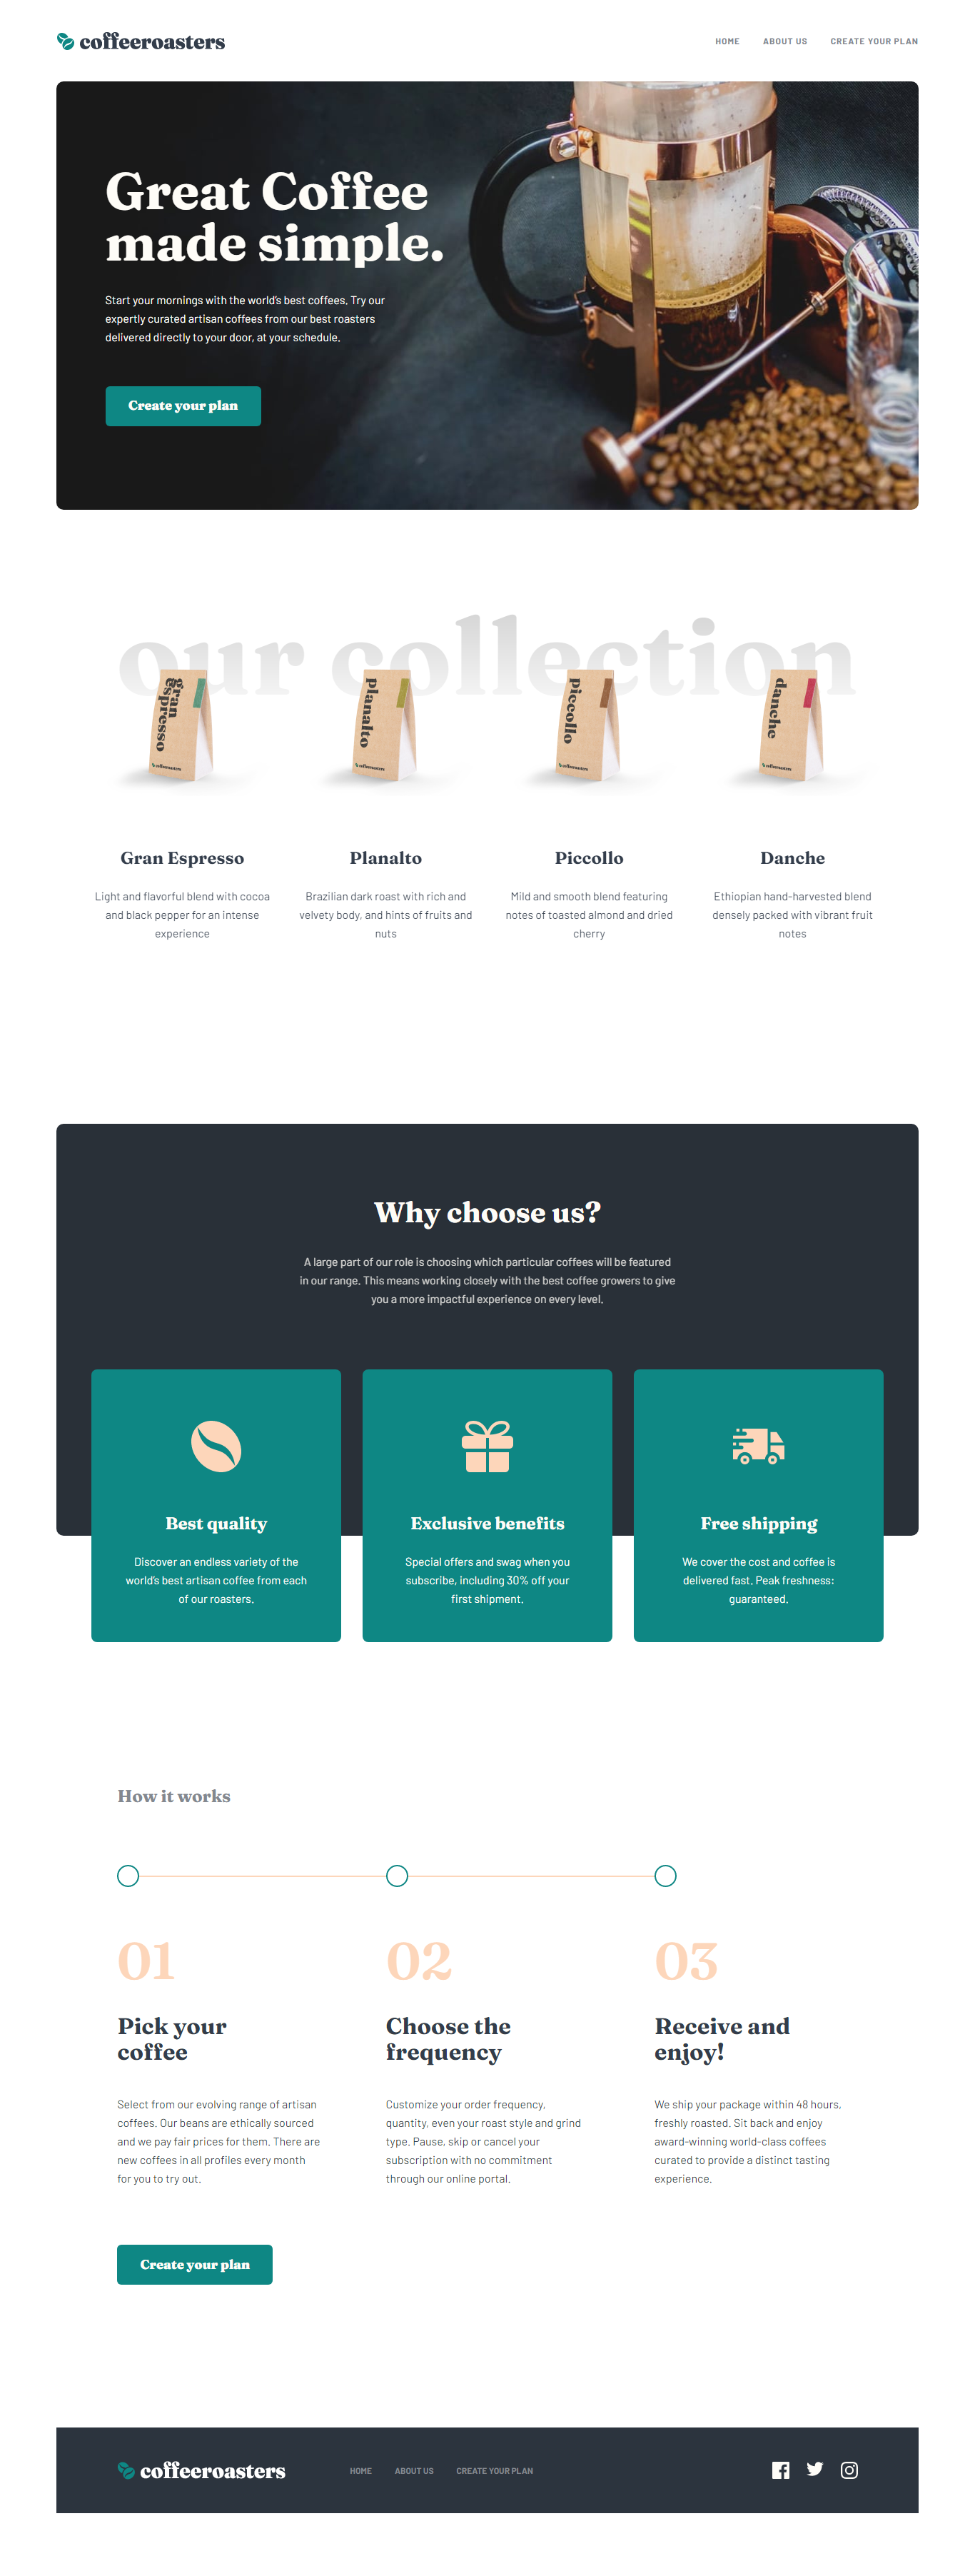 coffeeroasters
HOME ABOUT US CREATE YOUR PLAN
Great Coffee
made simple.
Start your mornings with the world's best coffees. Try our
expertly curated artisan coffees from our best roasters
delivered directly to your door, at your schedule.
Create your plan
our collection
gran
espresso
coffeeroasters
planalto
coffeeroasters
piccollo
coffeeroasters
danche
coffeeroasters
Gran Espresso
Light and flavorful blend with cocoa
and black pepper for an intense
experience
Planalto
Brazilian dark roast with rich and
velvety body, and hints of fruits and
nuts
Piccollo
Mild and smooth blend featuring
notes of toasted almond and dried
cherry
Danche
Ethiopian hand-harvested blend
densely packed with vibrant fruit
notes
Why choose us?
A large part of our role is choosing which particular coffees will be featured
in our range. This means working closely with the best coffee growers to give
you a more impactful experience on every level.
Best quality
Discover an endless variety of the
world's best artisan coffee from each
of our roasters.
Exclusive benefits
Special offers and swag when you
subscribe, including 30% off your
first shipment.
Free shipping
We cover the cost and coffee is
delivered fast. Peak freshness:
guaranteed.
How it works
01
Pick your
coffee
Select from our evolving range of artisan
coffees. Our beans are ethically sourced
and we pay fair prices for them. There are
new coffees in all profiles every month
for you to try out.
02
Choose the
frequency
Customize your order frequency,
quantity, even your roast style and grind
type. Pause, skip or cancel your
subscription with no commitment
through our online portal.
03
Receive and
enjoy!
We ship your package within 48 hours,
freshly roasted. Sit back and enjoy
award-winning world-class coffees
curated to provide a distinct tasting
experience.
Create your plan
coffeeroasters
HOME ABOUT US CREATE YOUR PLAN